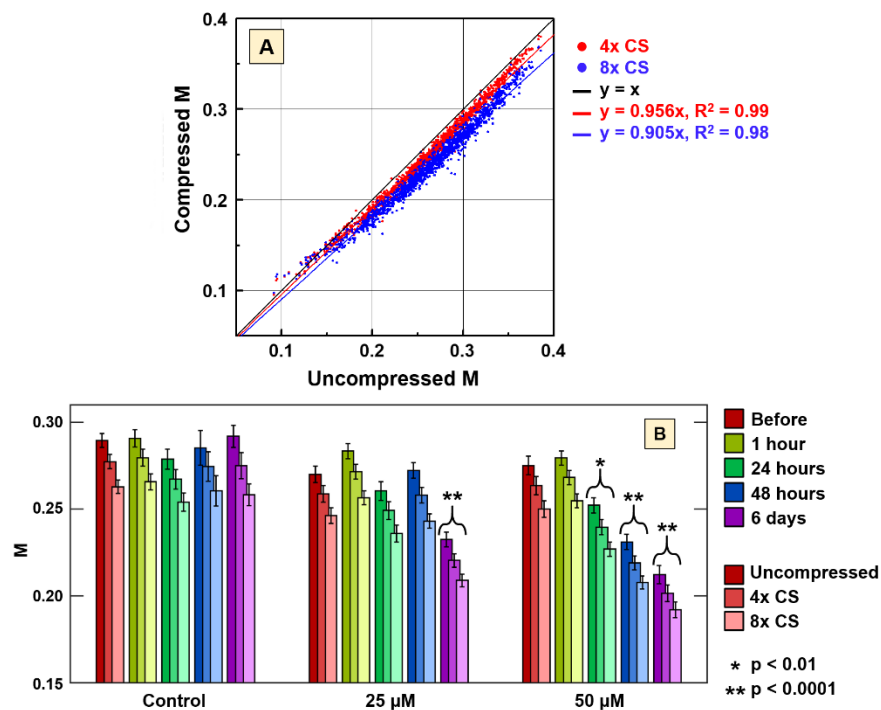 A
0.4
0.3
0.2
0.1
Compressed M
0.1 0.2 0.3 0.4
Uncompressed M
4x CS
8x CS
y = x
y = 0.956x, R² = 0.99
y = 0.905x, R² = 0.98
B
0.30
0.25
0.20
0.15
M
** * ** **
Control 25 µM 50 µM
Before
1 hour
24 hours
48 hours
6 days
Uncompressed
4x CS
8x CS
* p < 0.01
** p < 0.0001